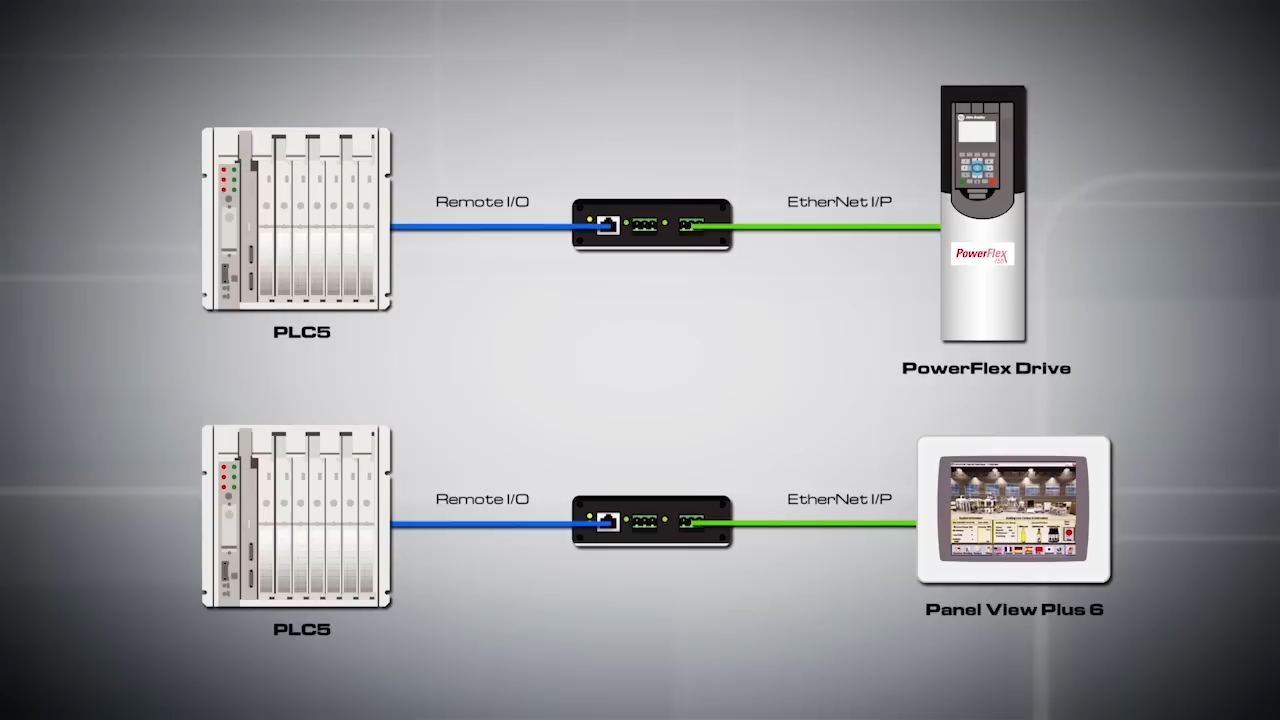 Remote I/O
EtherNet I/P
PowerFlex
PLC5
PowerFlex Drive
Remote I/O
EtherNet I/P
PLC5
Panel View Plus 6